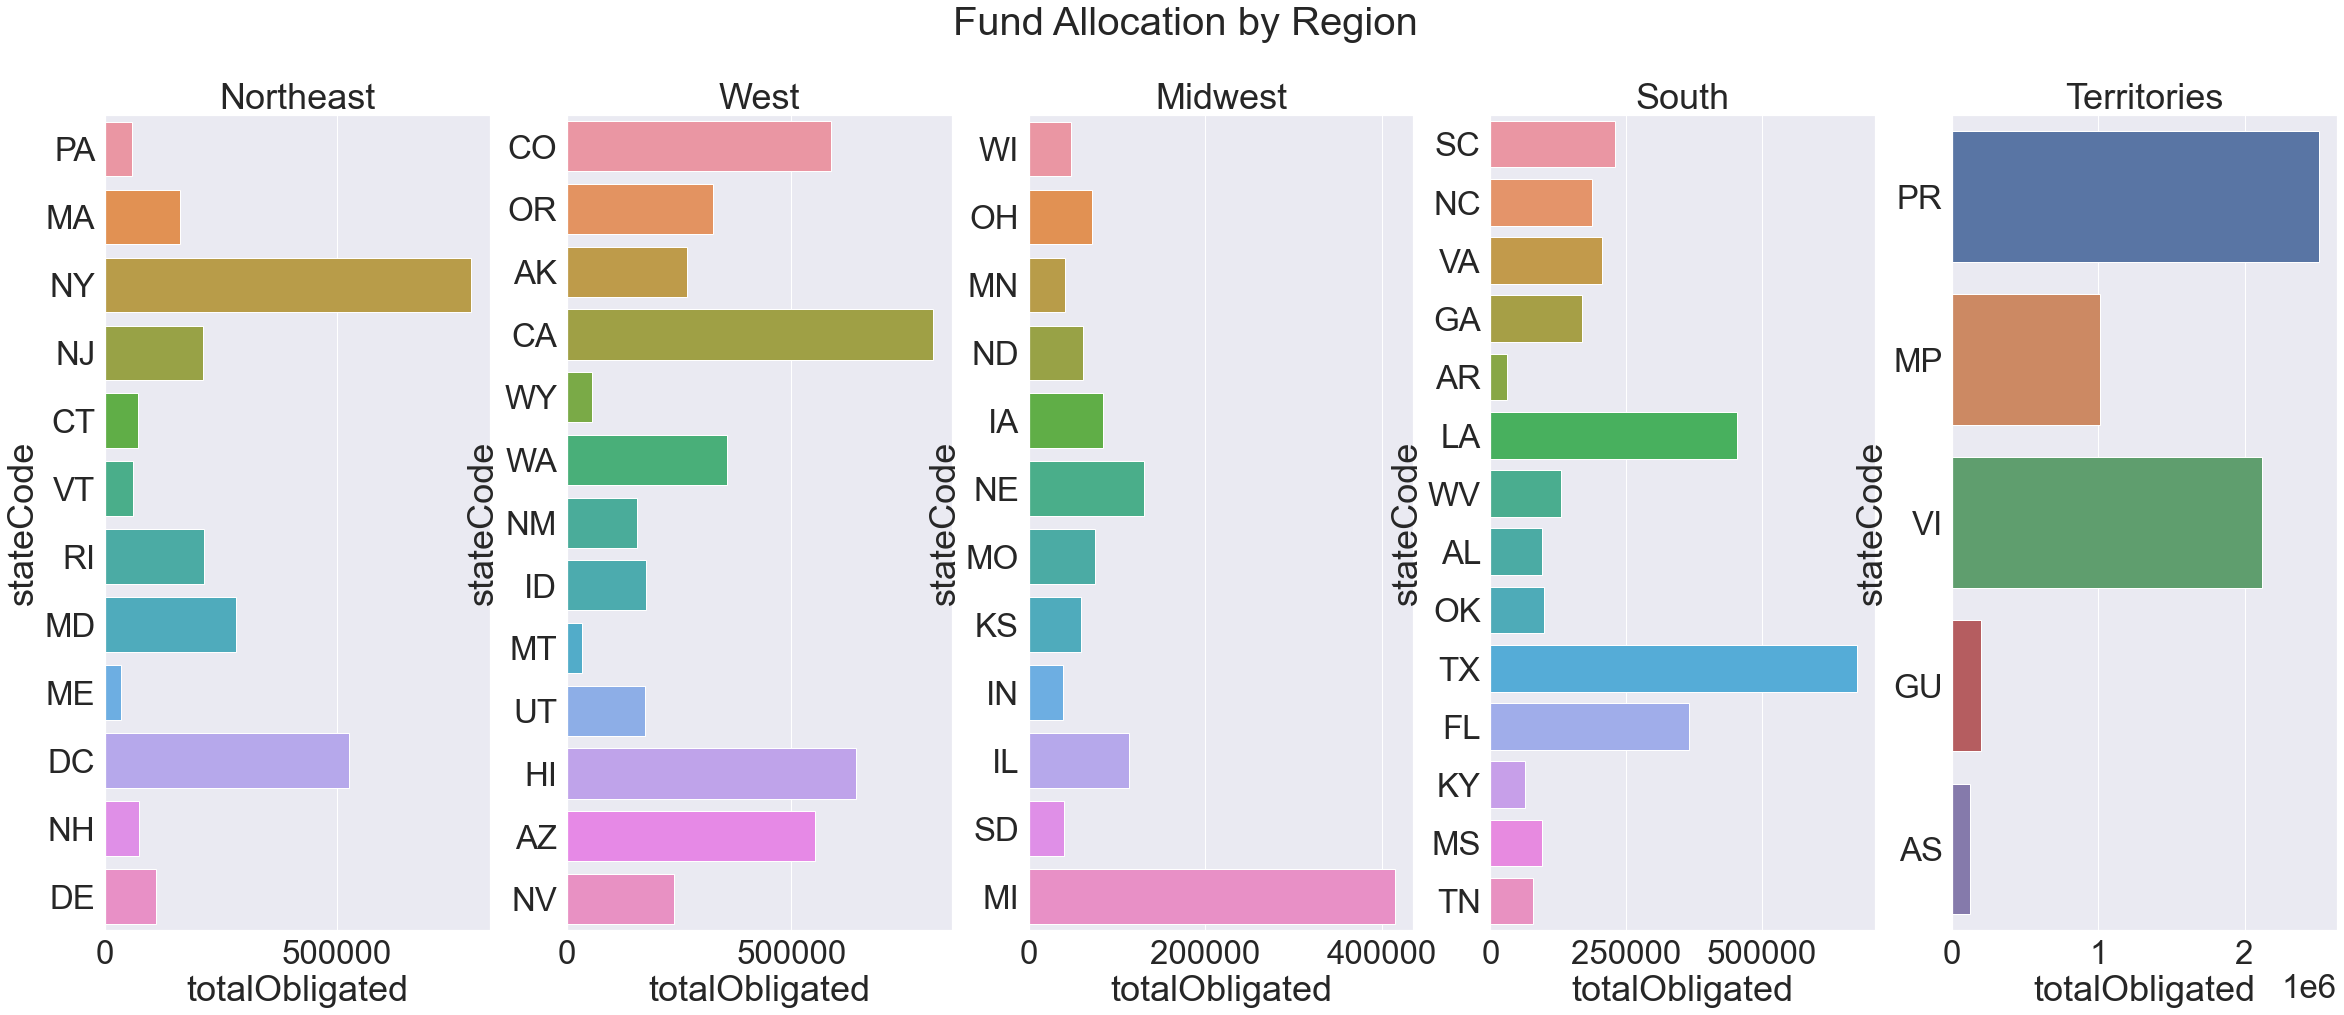 Fund Allocation by Region
Northeast
PA
MA
NY
NJ
CT
VT
RI
MD
ME
DC
NH
DE
stateCode
0 500000
totalObligated
West
CO
OR
AK
CA
WY
WA
NM
ID
MT
UT
HI
AZ
NV
stateCode
0 500000
totalObligated
Midwest
WI
OH
MN
ND
IA
NE
MO
KS
IN
IL
SD
MI
stateCode
0 200000 400000
totalObligated
South
SC
NC
VA
GA
AR
LA
WV
AL
OK
TX
FL
KY
MS
TN
stateCode
0 250000 500000
totalObligated
Territories
PR
MP
VI
GU
AS
stateCode
0 1 2
totalObligated
1e6